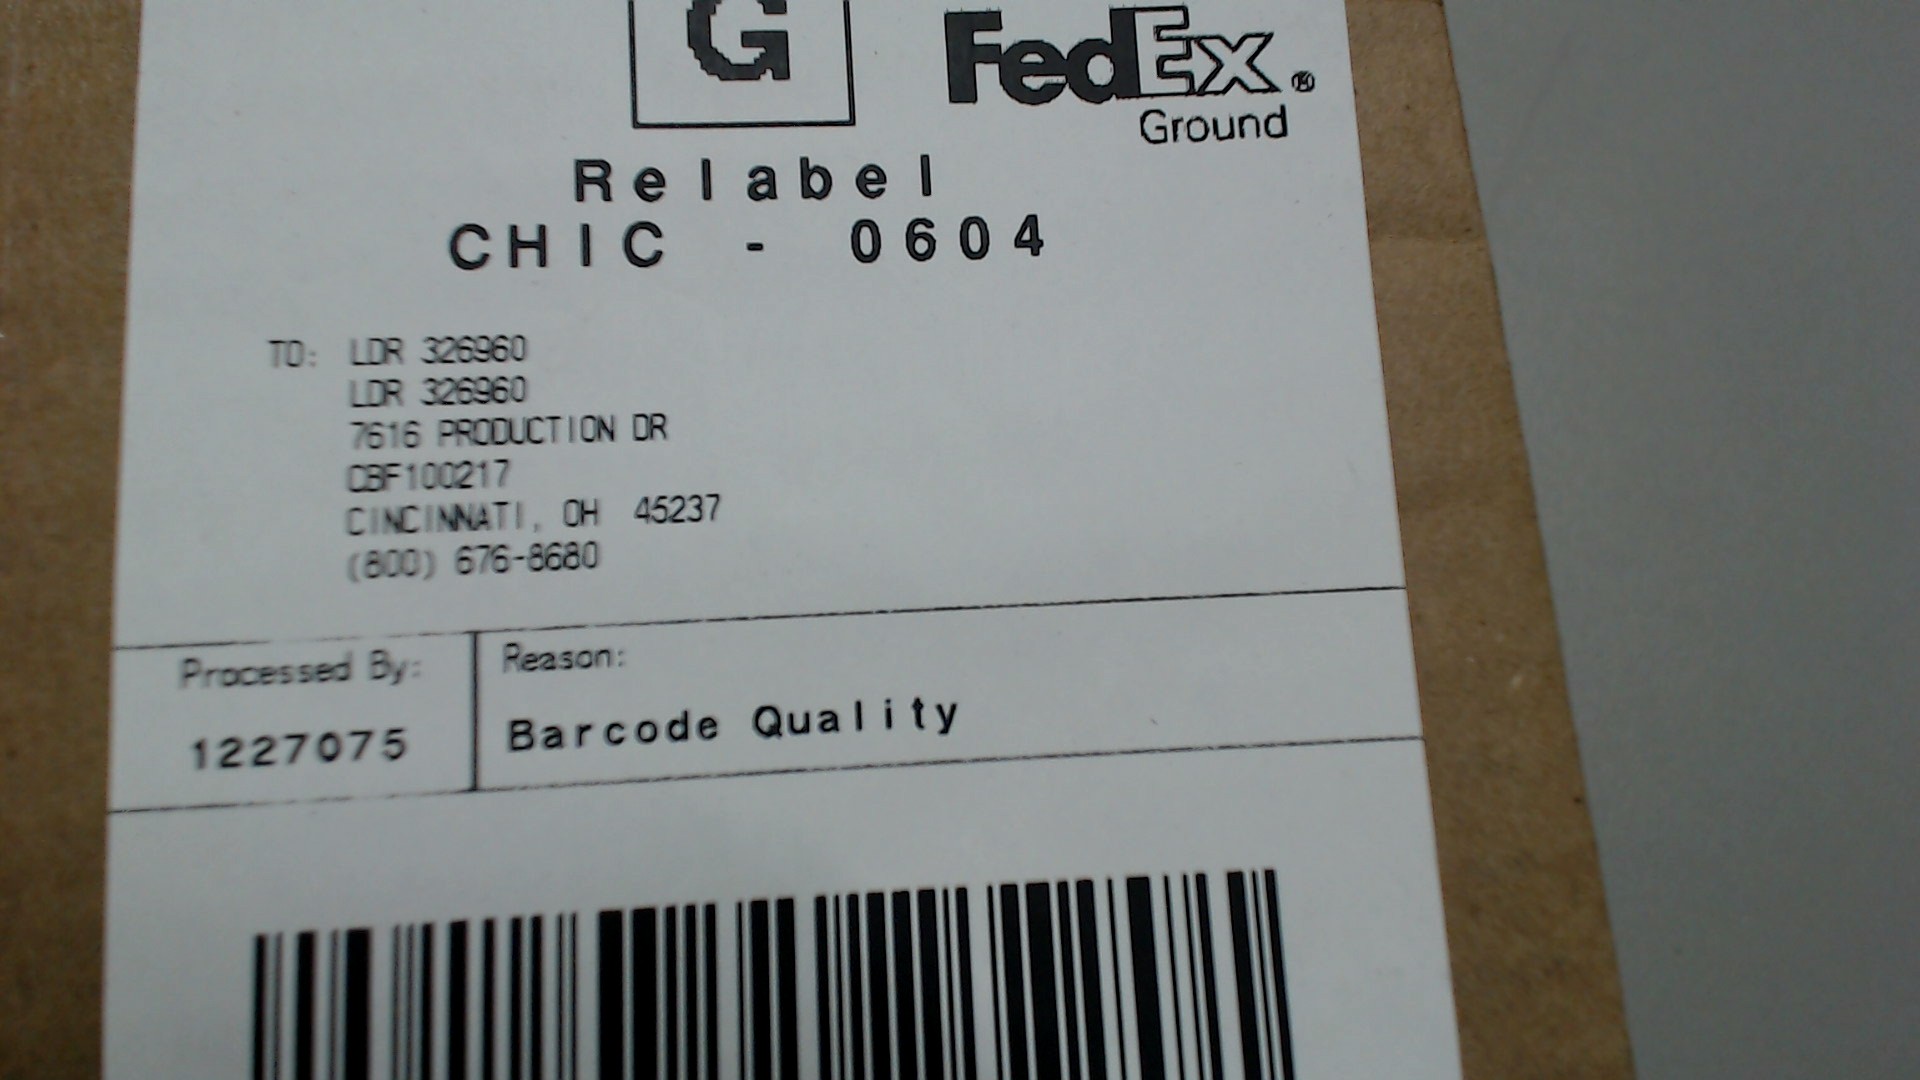 G
FedEx®
Ground
Relabel
CHIC - 0604
TO: LDR 326960
LDR 326960
7616 PRODUCTION DR
CBF100217
CINCINNATI, OH 45237
(800) 676-8680
Processed By:
1227075
Reason:
Barcode Quality